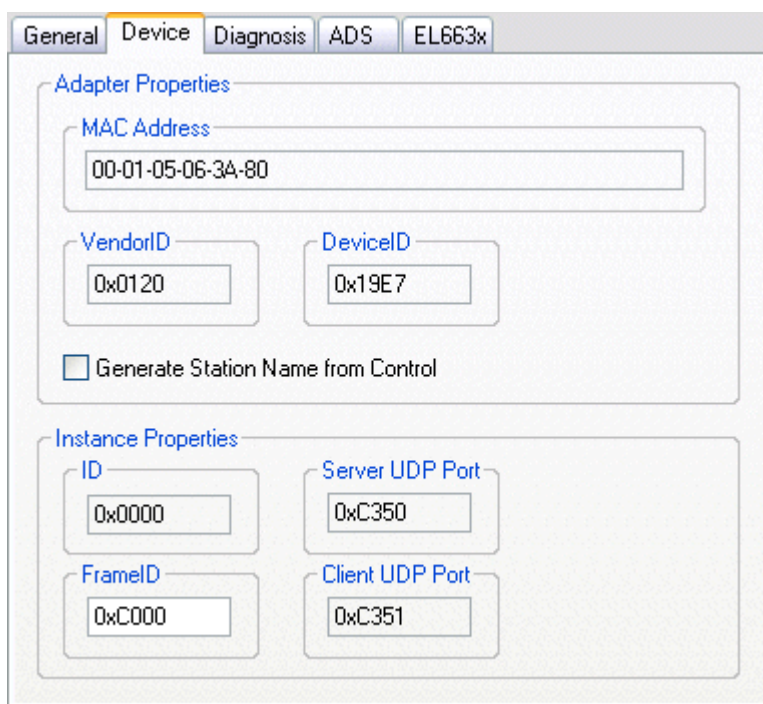 General Device Diagnosis ADS EL663x
Adapter Properties
MAC Address
00-01-05-06-3A-80
VendorID DeviceID
0x0120 0x19E7
Generate Station Name from Control
Instance Properties
ID Server UDP Port
0x0000 0xC350
FrameID Client UDP Port
0xC000 0xC351